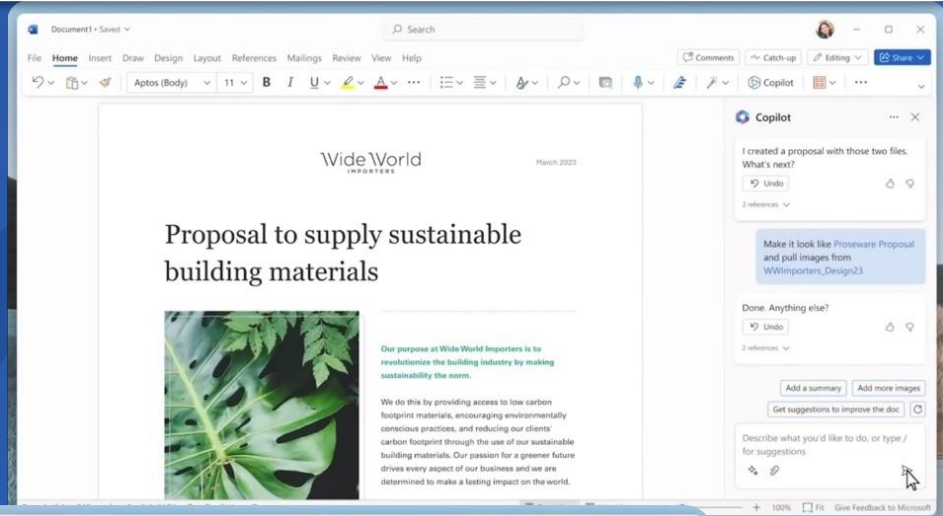 Document1 • Saved
Search
File Home Insert Draw Design Layout References Mailings Review View Help
Comments Catch-up Editing Share
Aptos (Body) 11 B I U A Copilot
Wide World
IMPORTERS
March 2023
Proposal to supply sustainable
building materials
Our purpose at Wide World Importers is to
revolutionize the building industry by making
sustainability the norm.
We do this by providing access to low carbon
footprint materials, encouraging environmentally
conscious practices, and reducing our clients'
carbon footprint through the use of our sustainable
building materials. Our passion for a greener future
drives every aspect of our business and we are
determined to make a lasting impact on the world.
Copilot
I created a proposal with those two files.
What's next?
Undo
2 references
Make it look like Proseware Proposal
and pull images from
WWImporters_Design23
Done. Anything else?
Undo
2 references
Add a summary Add more images
Get suggestions to improve the doc
Describe what you'd like to do, or type /
for suggestions
100% Fit Give Feedback to Microsoft